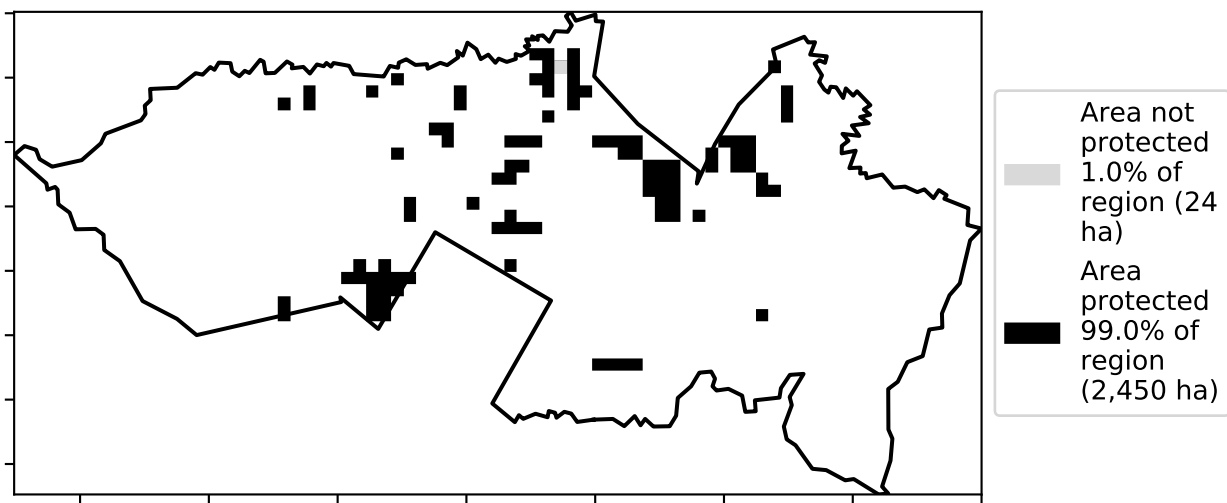 Area not
protected
1.0% of
region (24
ha)
Area
protected
99.0% of
region
(2,450 ha)